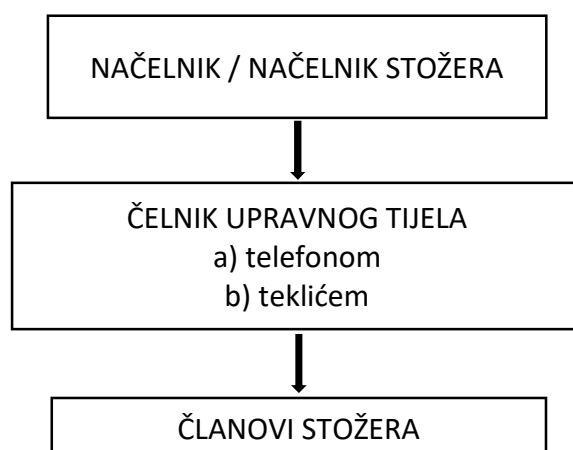 NAČELNIK / NAČELNIK STOŽERA
ČELNIK UPRAVNOG TIJELA
a) telefonom
b) teklićem
ČLANOVI STOŽERA